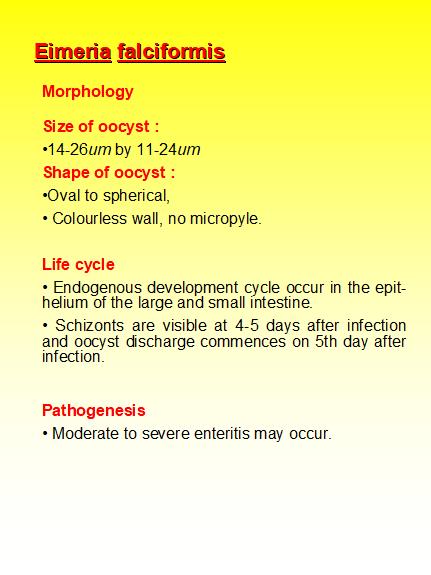 Eimeria falciformis
Morphology
Size of oocyst :
•14-26um by 11-24um
Shape of oocyst :
•Oval to spherical,
• Colourless wall, no micropyle.
Life cycle
• Endogenous development cycle occur in the epit-
helium of the large and small intestine.
• Schizonts are visible at 4-5 days after infection
and oocyst discharge commences on 5th day after
infection.
Pathogenesis
• Moderate to severe enteritis may occur.